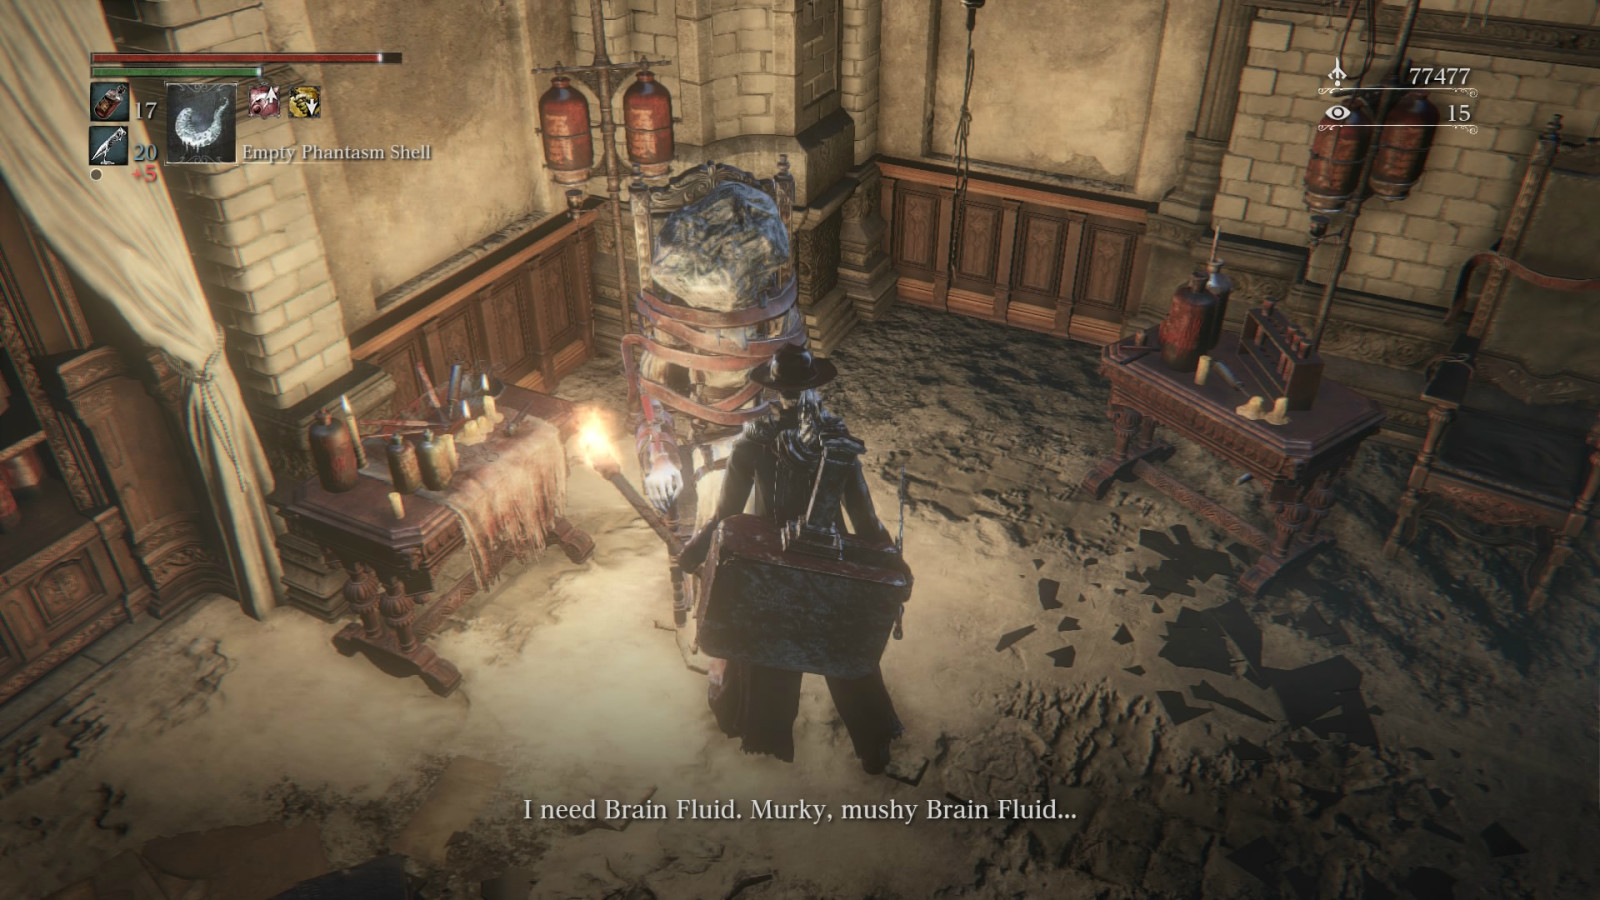 77477
17
15
20
Empty Phantasm Shell
+5
I need Brain Fluid. Murky, mushy Brain Fluid...